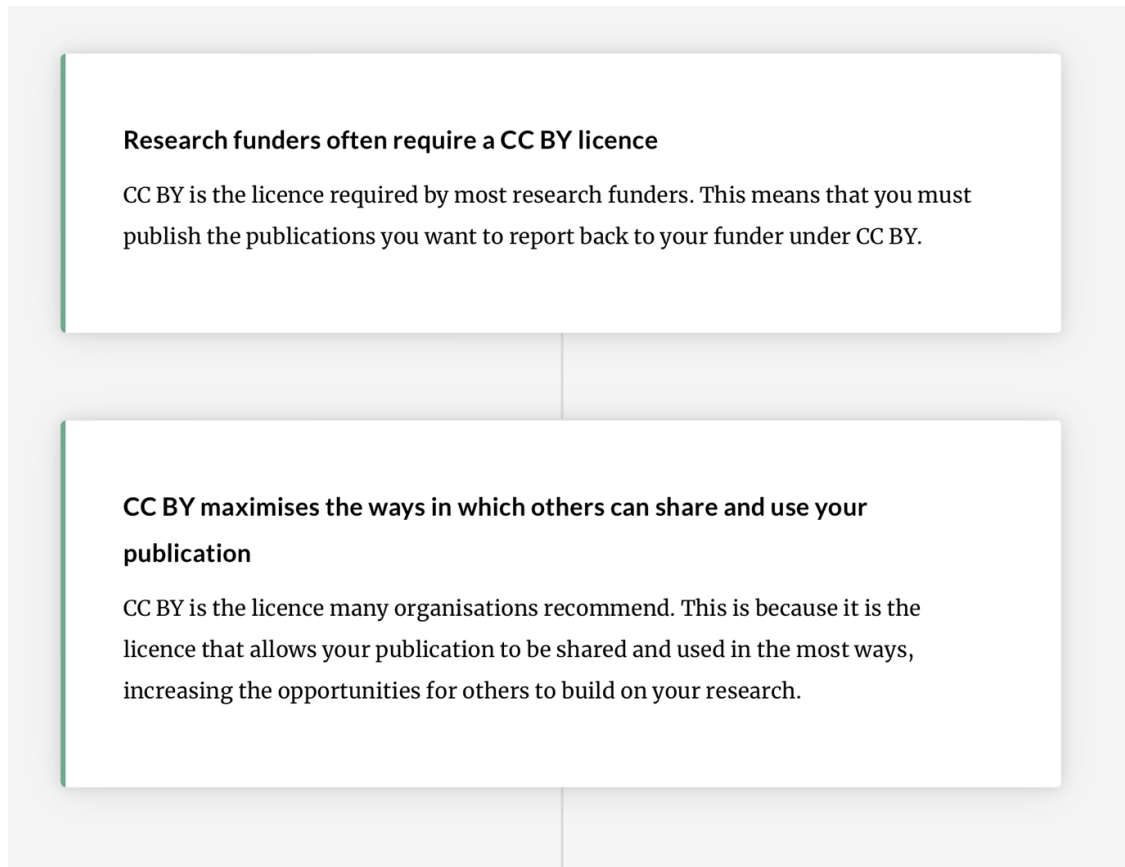 Research funders often require a CC BY licence
CC BY is the licence required by most research funders. This means that you must
publish the publications you want to report back to your funder under CC BY.
CC BY maximises the ways in which others can share and use your
publication
CC BY is the licence many organisations recommend. This is because it is the
licence that allows your publication to be shared and used in the most ways,
increasing the opportunities for others to build on your research.